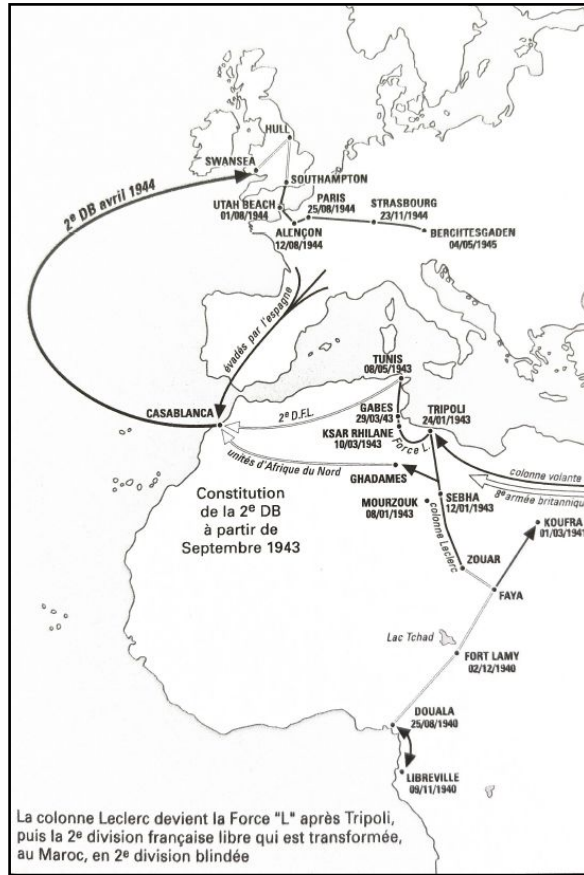 HULL
SWANSEA
SOUTHAMPTON
2e DB avril 1944
UTAH BEACH
01/08/1944
PARIS
25/08/1944
STRASBOURG
23/11/1944
ALENÇON
12/08/1944
BERCHTESGADEN
04/05/1945
évadés par l'espagne
TUNIS
08/05/1943
CASABLANCA
2e D.F.L.
GABES
29/03/43
TRIPOLI
24/01/1943
KSAR RHILANE
10/03/1943
Force L.
unités d'Afrique du Nord
GHADAMES
colonne volante
8e armée britannique
Constitution
de la 2e DB
à partir de
Septembre 1943
MOURZOUK
08/01/1943
SEBHA
12/01/1943
KOUFRA
01/03/1941
colonne Leclerc
ZOUAR
FAYA
Lac Tchad
FORT LAMY
02/12/1940
DOUALA
25/08/1940
LIBREVILLE
09/11/1940
La colonne Leclerc devient la Force "L" après Tripoli,
puis la 2e division française libre qui est transformée,
au Maroc, en 2e division blindée